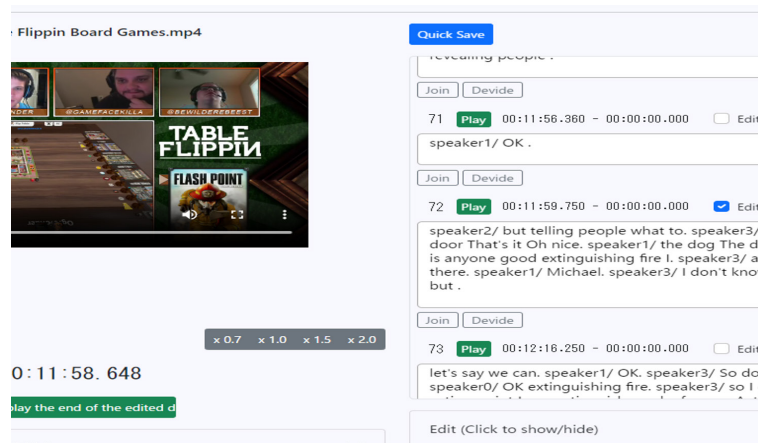 Flippin Board Games.mp4
Quick Save
revealing people .
Join Devide
71 Play 00:11:56.360 - 00:00:00.000 Edit
speaker1/ OK .
Join Devide
72 Play 00:11:59.750 - 00:00:00.000 Edit
speaker2/ but telling people what to. speaker3/
door That's it Oh nice. speaker1/ the dog The d
is anyone good extinguishing fire I. speaker3/ a
there. speaker1/ Michael. speaker3/ I don't kno
but .
Join Devide
73 Play 00:12:16.250 - 00:00:00.000 Edit
let's say we can. speaker1/ OK. speaker3/ So do
speaker0/ OK extinguishing fire. speaker3/ so I
Edit (Click to show/hide)
NDER @GAMEFACEKILLA @BEWILDEREBEEST
TABLE
FLIPPIN
FLASH POINT
x 0.7 x 1.0 x 1.5 x 2.0
0:11:58. 648
play the end of the edited d